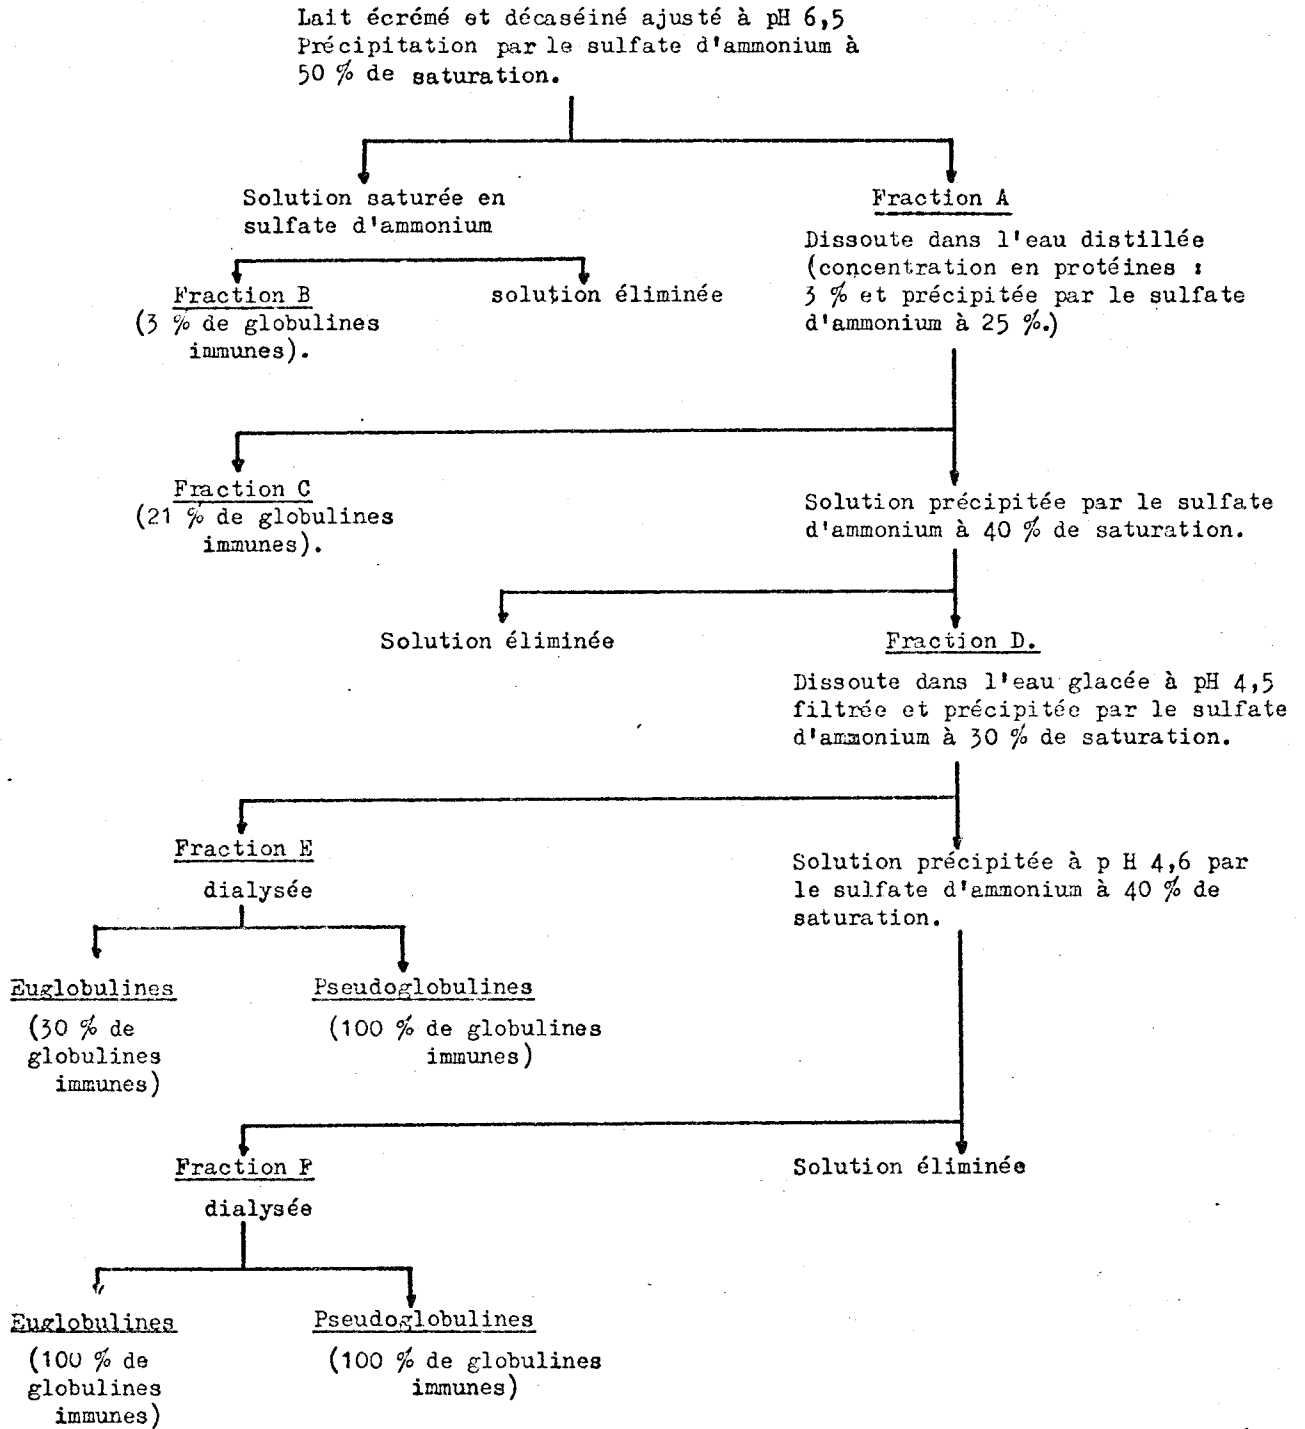 Lait écrémé et décaséiné ajusté à pH 6,5
Précipitation par le sulfate d'ammonium à
50 % de saturation.
Solution saturée en
sulfate d'ammonium
Fraction A
Dissoute dans l'eau distillée
(concentration en protéines :
3 % et précipitée par le sulfate
d'ammonium à 25 %.)
Fraction B
(3 % de globulines
immunes).
solution éliminée
Fraction C
(21 % de globulines
immunes).
Solution précipitée par le sulfate
d'ammonium à 40 % de saturation.
Solution éliminée
Fraction D.
Dissoute dans l'eau glacée à pH 4,5
filtrée et précipitée par le sulfate
d'ammonium à 30 % de saturation.
Fraction E
dialysée
Solution précipitée à p H 4,6 par
le sulfate d'ammonium à 40 % de
saturation.
Euglobulines
(30 % de
globulines
immunes)
Pseudoglobulines
(100 % de globulines
immunes)
Fraction F
dialysée
Solution éliminée
Euglobulines
(100 % de
globulines
immunes)
Pseudoglobulines
(100 % de globulines
immunes)